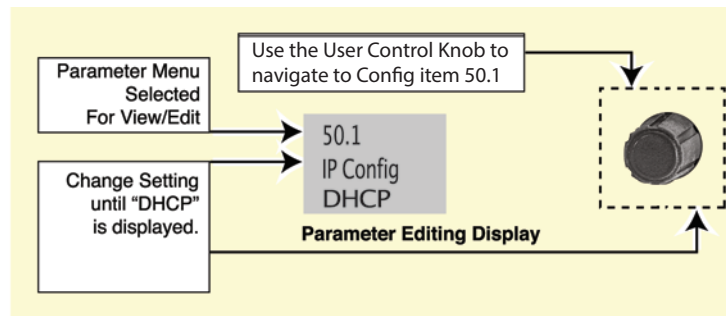 Use the User Control Knob to
navigate to Config item 50.1
Parameter Menu
Selected
For View/Edit
50.1
IP Config
DHCP
Change Setting
until “DHCP”
is displayed.
Parameter Editing Display